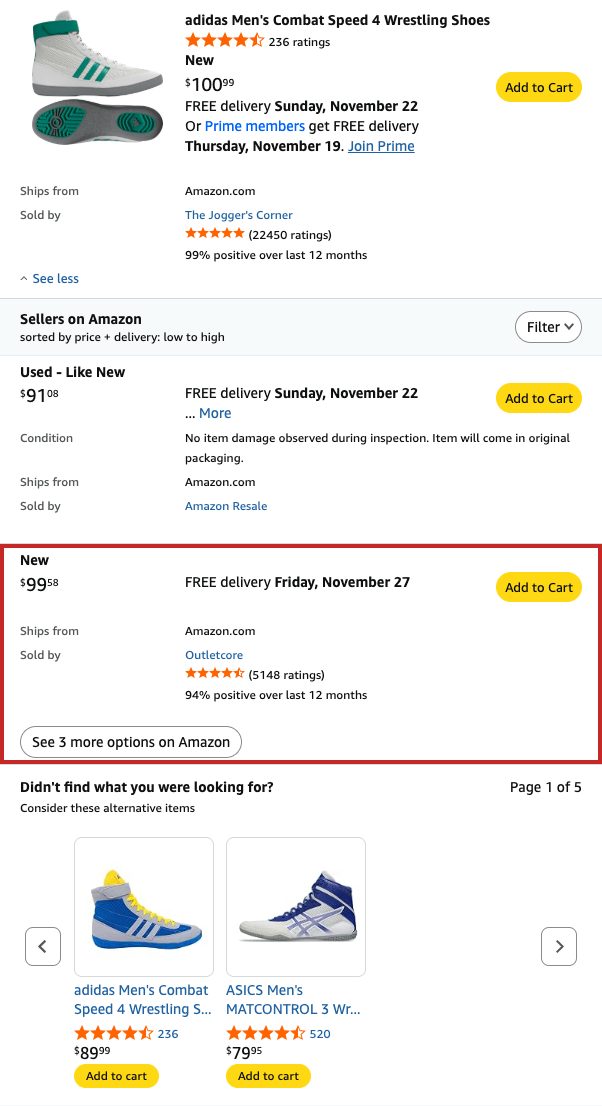 adidas Men's Combat Speed 4 Wrestling Shoes
236 ratings
New
$10099
FREE delivery Sunday, November 22
Or Prime members get FREE delivery
Thursday, November 19. Join Prime
Add to Cart
Ships from Amazon.com
Sold by The Jogger's Corner
(22450 ratings)
99% positive over last 12 months
See less
Sellers on Amazon
sorted by price + delivery: low to high
Filter
Used - Like New
$9108
FREE delivery Sunday, November 22
... More
Add to Cart
Condition No item damage observed during inspection. Item will come in original
packaging.
Ships from Amazon.com
Sold by Amazon Resale
New
$9958
FREE delivery Friday, November 27
Add to Cart
Ships from Amazon.com
Sold by Outletcore
(5148 ratings)
94% positive over last 12 months
See 3 more options on Amazon
Didn't find what you were looking for? Page 1 of 5
Consider these alternative items
adidas Men's Combat
Speed 4 Wrestling S...
236
$8999
Add to cart
ASICS Men's
MATCONTROL 3 Wr...
520
$7995
Add to cart